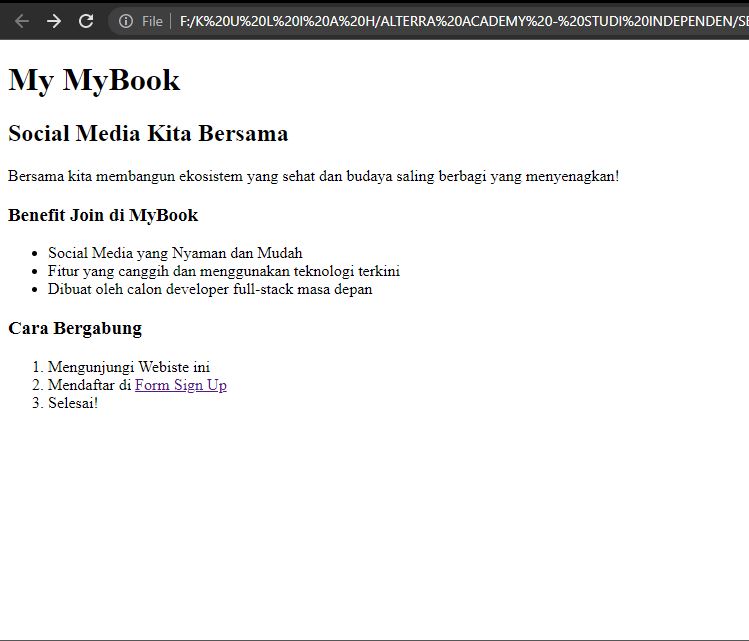 File F:/K%20U%20L%20I%20A%20H/ALTERRA%20ACADEMY%20-%20STUDI%20INDEPENDEN/SE
My MyBook
Social Media Kita Bersama
Bersama kita membangun ekosistem yang sehat dan budaya saling berbagi yang menyenagkan!
Benefit Join di MyBook
• Social Media yang Nyaman dan Mudah
• Fitur yang canggih dan menggunakan teknologi terkini
• Dibuat oleh calon developer full-stack masa depan
Cara Bergabung
1. Mengunjungi Webiste ini
2. Mendaftar di Form Sign Up
3. Selesai!